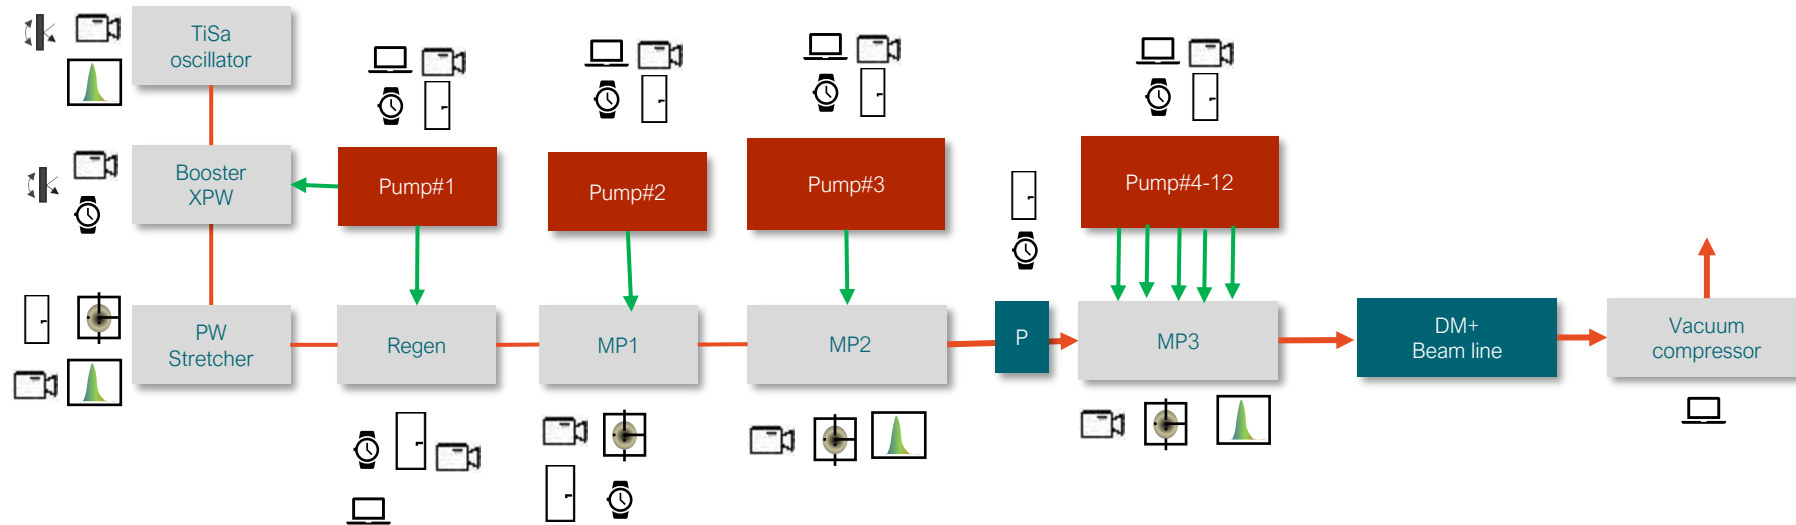 TiSa
oscillator
Booster
XPW
Pump#1
Pump#2
Pump#3
Pump#4-12
PW
Stretcher
Regen
MP1
MP2
P
MP3
DM+
Beam line
Vacuum
compressor